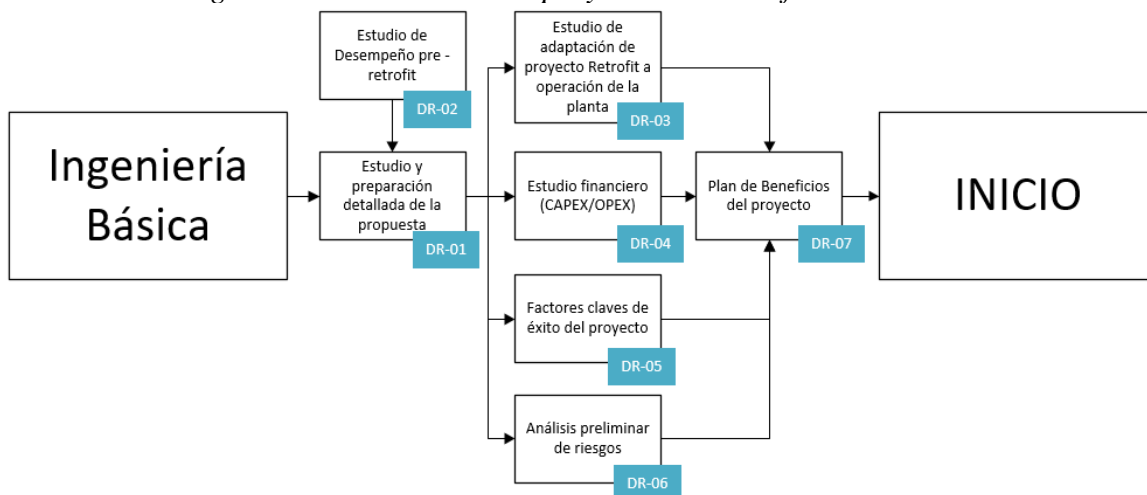 Ingeniería
Básica
Estudio de
Desempeño pre -
retrofit
DR-02
Estudio y
preparación
detallada de la
propuesta
DR-01
Estudio de
adaptación de
proyecto Retrofit a
operación de la
planta
DR-03
Estudio financiero
(CAPEX/OPEX)
DR-04
Factores claves de
éxito del proyecto
DR-05
Análisis preliminar
de riesgos
DR-06
Plan de Beneficios
del proyecto
DR-07
INICIO